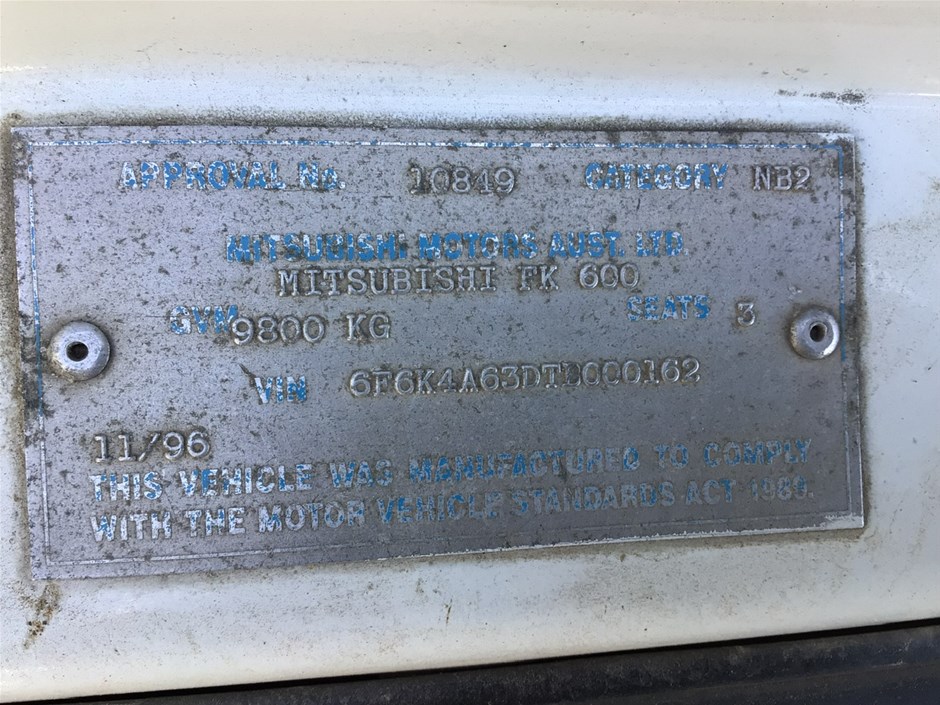 APPROVAL No. 10849 CATEGORY NB2
MITSUBISHI MOTORS AUST. LTD.
MITSUBISHI FK 600
GVM 9800 KG SEATS 3
VIN 6F6K4A63DTD000162
11/96
THIS VEHICLE WAS MANUFACTURED TO COMPLY
WITH THE MOTOR VEHICLE STANDARDS ACT 1989.